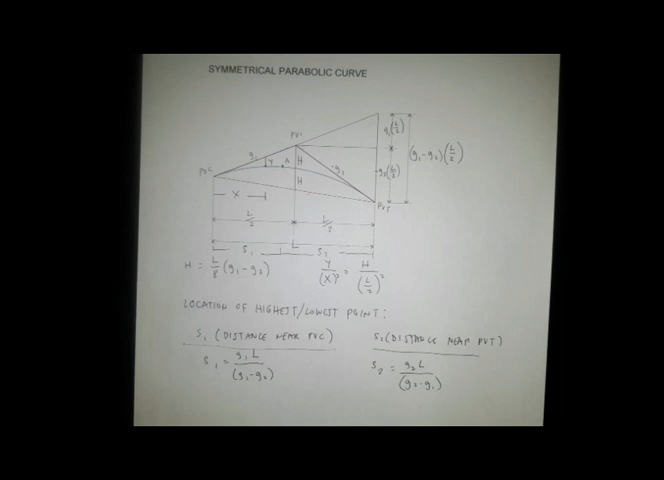 SYMMETRICAL PARABOLIC CURVE
PVI
g₁ Y A H g₁(L/2)
-g₂ (g₁-g₂)(L/2)
PVC H g₂(L/2)
X PVT
L/2 L/2
L
S₁ S₂
H = L/8 (g₁-g₂) Y/(X)² = H/(L/2)²
LOCATION OF HIGHEST/LOWEST POINT:
S₁ (DISTANCE NEAR PVC) S₂ (DISTANCE NEAR PVT)
S₁ = g₁L/(g₁-g₂) S₂ = g₂L/(g₂-g₁)